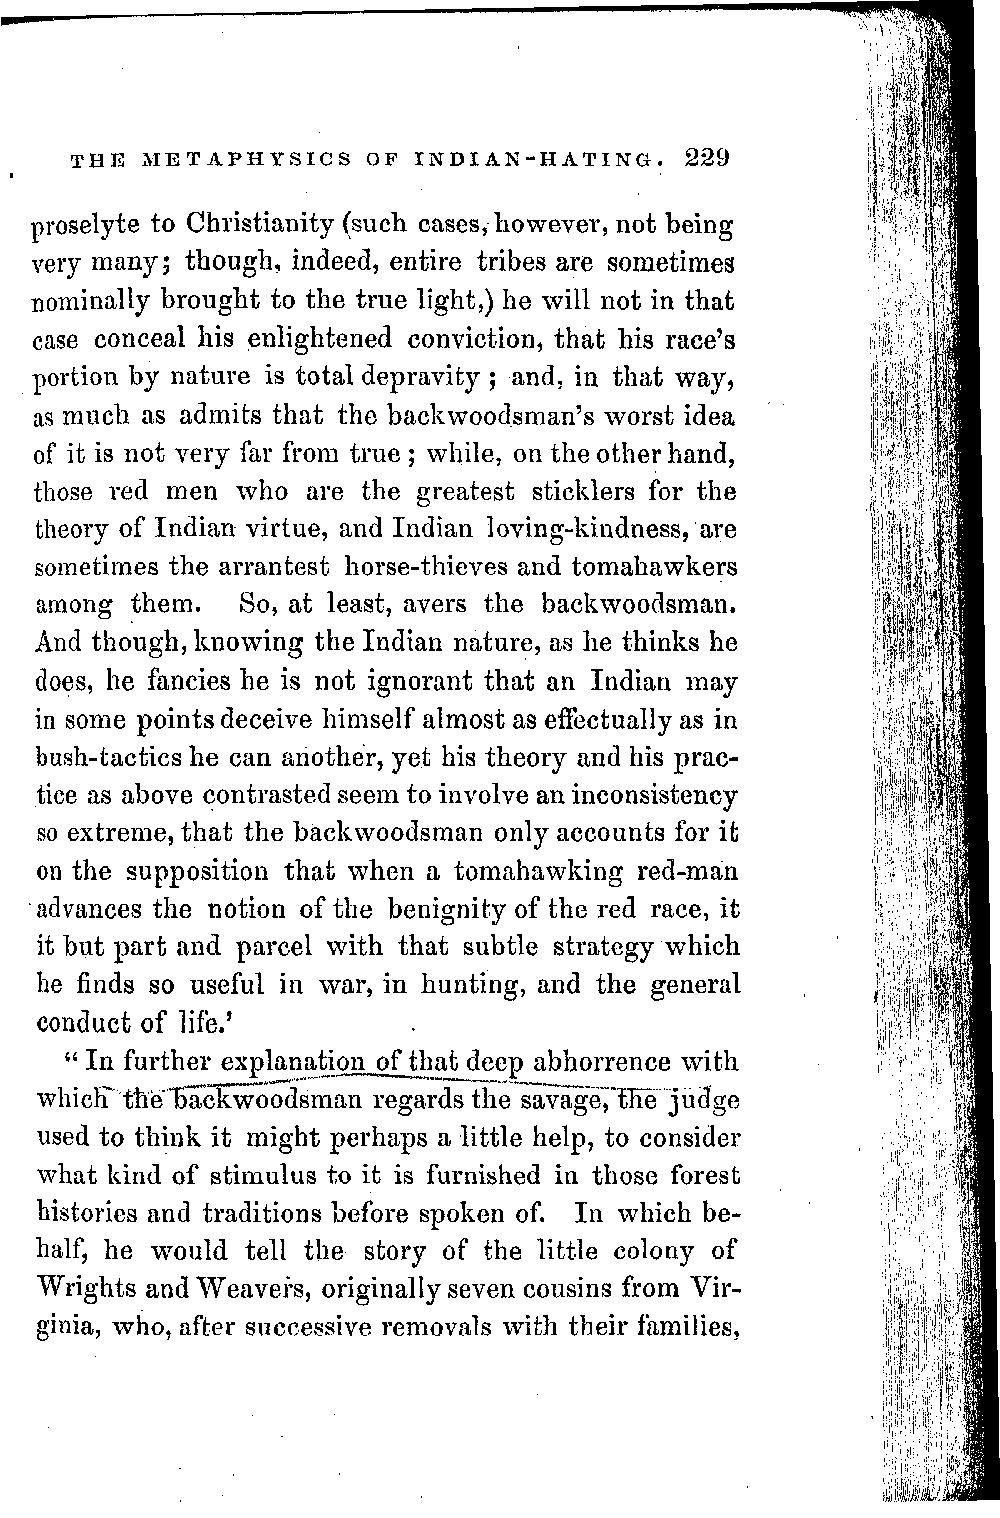 THE METAPHYSICS OF INDIAN-HATING. 229
proselyte to Christianity (such cases, however, not being
very many; though, indeed, entire tribes are sometimes
nominally brought to the true light,) he will not in that
case conceal his enlightened conviction, that his race's
portion by nature is total depravity; and, in that way,
as much as admits that the backwoodsman's worst idea
of it is not very far from true; while, on the other hand,
those red men who are the greatest sticklers for the
theory of Indian virtue, and Indian loving-kindness, are
sometimes the arrantest horse-thieves and tomahawkers
among them. So, at least, avers the backwoodsman.
And though, knowing the Indian nature, as he thinks he
does, he fancies he is not ignorant that an Indian may
in some points deceive himself almost as effectually as in
bush-tactics he can another, yet his theory and his prac-
tice as above contrasted seem to involve an inconsistency
so extreme, that the backwoodsman only accounts for it
on the supposition that when a tomahawking red-man
advances the notion of the benignity of the red race, it
it but part and parcel with that subtle strategy which
he finds so useful in war, in hunting, and the general
conduct of life.'
"In further explanation of that deep abhorrence with
which the backwoodsman regards the savage, the judge
used to think it might perhaps a little help, to consider
what kind of stimulus to it is furnished in those forest
histories and traditions before spoken of. In which be-
half, he would tell the story of the little colony of
Wrights and Weavers, originally seven cousins from Vir-
ginia, who, after successive removals with their families,